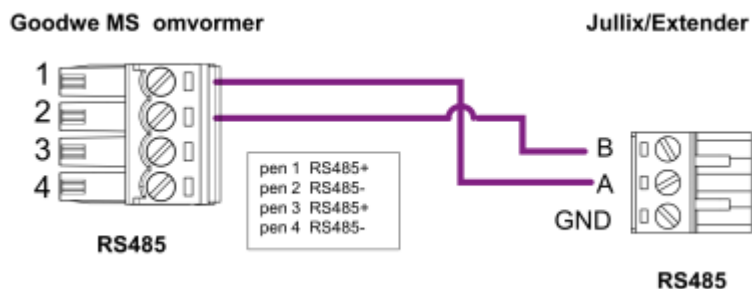 Goodwe MS omvormer
Jullix/Extender
1
2
3
4
pen 1 RS485+
pen 2 RS485-
pen 3 RS485+
pen 4 RS485-
B
A
GND
RS485
RS485